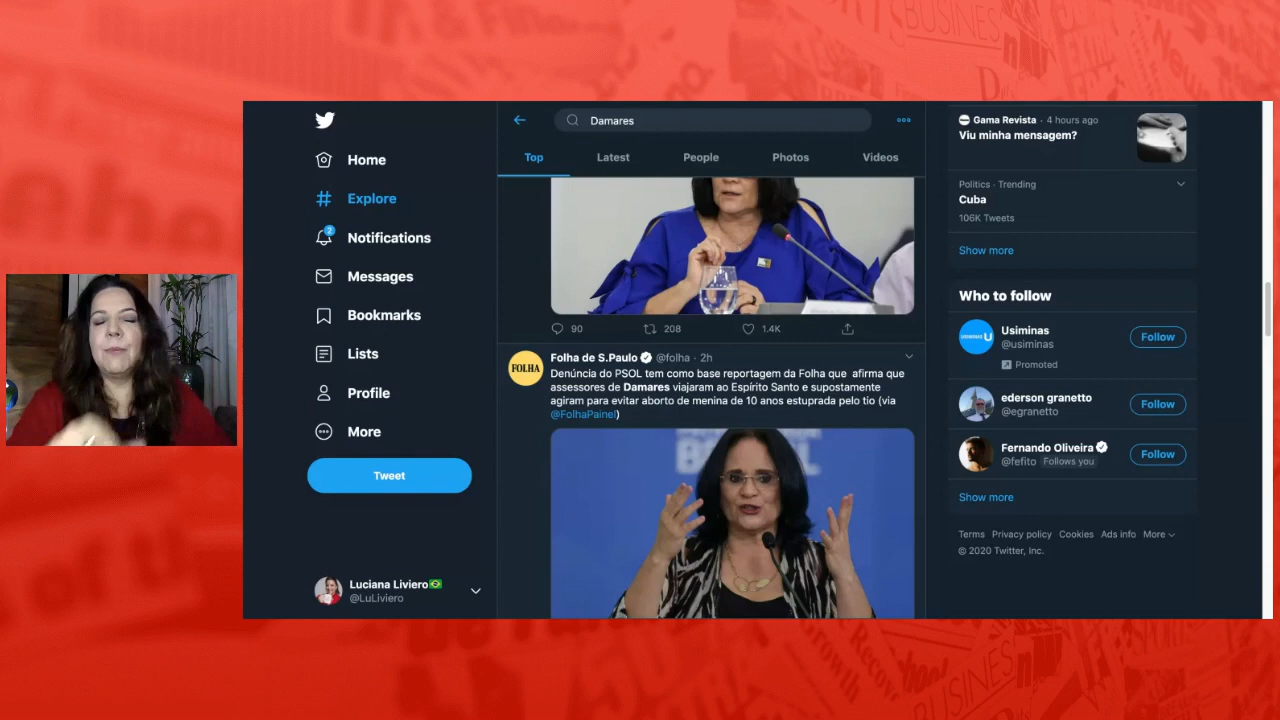 Home
Explore
2
Notifications
Messages
Bookmarks
Lists
Profile
More
Tweet
Luciana Liviero🇧🇷
@LuLiviero
Damares
Top
Latest
People
Photos
Videos
90
208
1.4K
FOLHA
Folha de S.Paulo @folha · 2h
Denúncia do PSOL tem como base reportagem da Folha que afirma que
assessores de Damares viajaram ao Espírito Santo e supostamente
agiram para evitar aborto de menina de 10 anos estuprada pelo tio (via
@FolhaPainel)
Gama Revista · 4 hours ago
Viu minha mensagem?
Politics · Trending
Cuba
106K Tweets
Show more
Who to follow
Usiminas
@usiminas
Follow
Promoted
ederson granetto
@egranetto
Follow
Fernando Oliveira
@fefito Follows you
Follow
Show more
Terms Privacy policy Cookies Ads info More
© 2020 Twitter, Inc.
BUSINESS